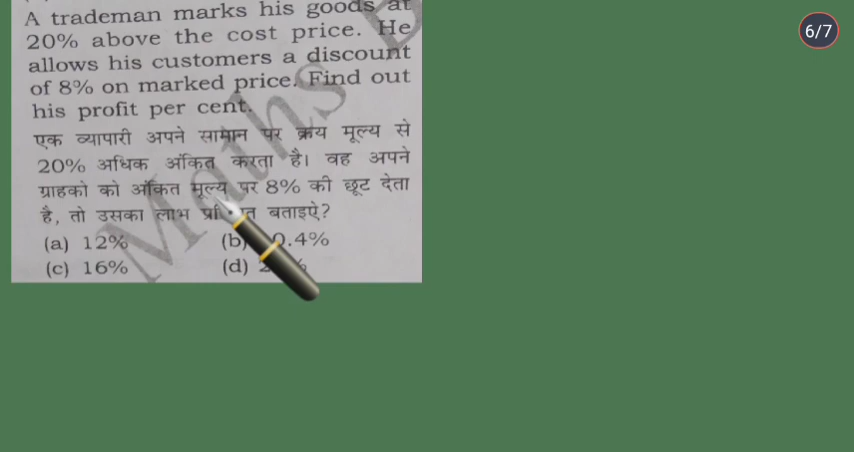 A trademan marks his goods at
20% above the cost price. He
allows his customers a discount
of 8% on marked price. Find out
his profit per cent.
एक व्यापारी अपने सामान पर क्रय मूल्य से
20% अधिक अंकित करता है। वह अपने
ग्राहको को अंकित मूल्य पर 8% की छूट देता
है, तो उसका लाभ बताइऐ?
(a) 12% (b)
(c) 16% (d)
Maths
6/7